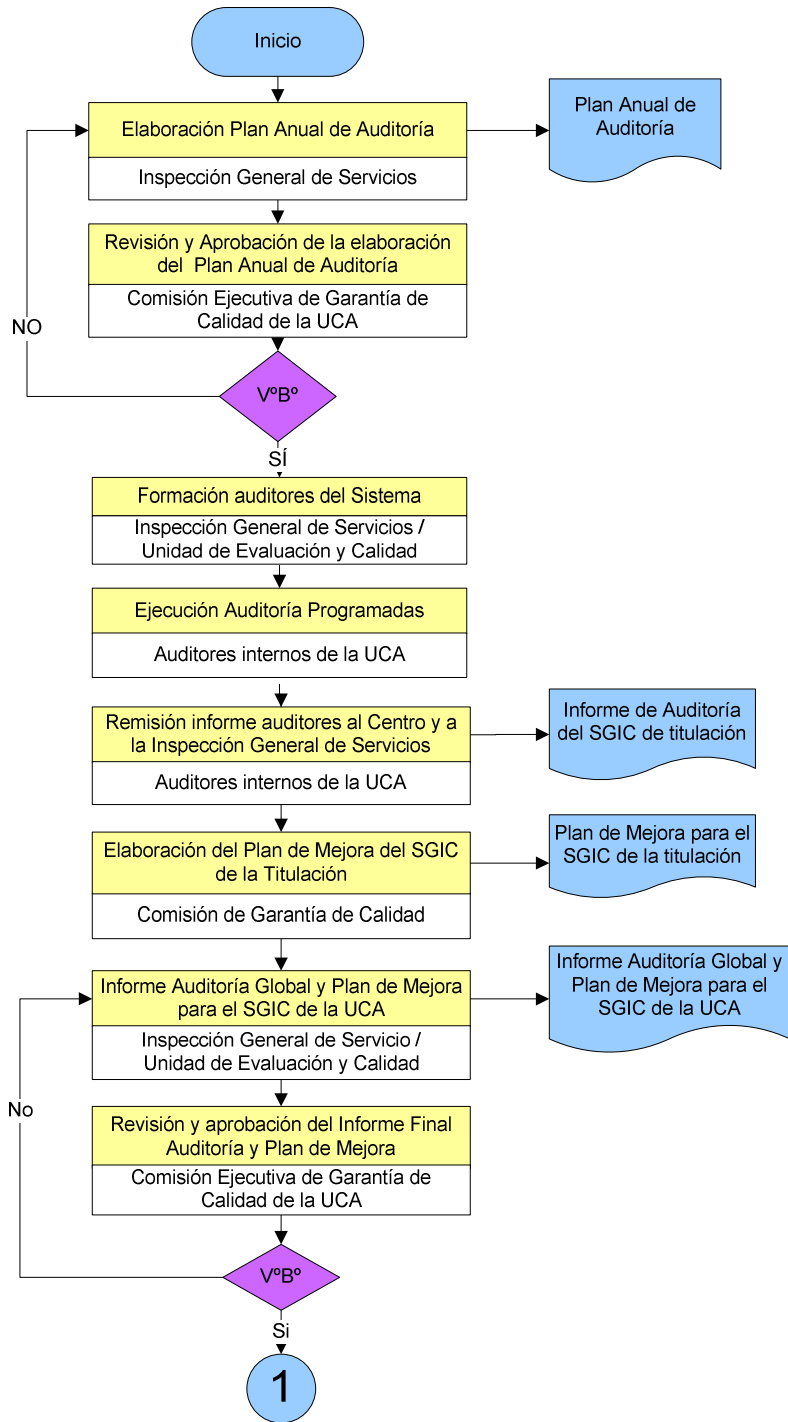 Inicio
Elaboración Plan Anual de Auditoría
Inspección General de Servicios
Plan Anual de
Auditoría
Revisión y Aprobación de la elaboración
del Plan Anual de Auditoría
Comisión Ejecutiva de Garantía de
Calidad de la UCA
NO
VºBº
SÍ
Formación auditores del Sistema
Inspección General de Servicios /
Unidad de Evaluación y Calidad
Ejecución Auditoría Programadas
Auditores internos de la UCA
Remisión informe auditores al Centro y a
la Inspección General de Servicios
Auditores internos de la UCA
Informe de Auditoría
del SGIC de titulación
Elaboración del Plan de Mejora del SGIC
de la Titulación
Comisión de Garantía de Calidad
Plan de Mejora para el
SGIC de la titulación
Informe Auditoría Global y Plan de Mejora
para el SGIC de la UCA
Inspección General de Servicio /
Unidad de Evaluación y Calidad
Informe Auditoría Global y
Plan de Mejora para el
SGIC de la UCA
No
Revisión y aprobación del Informe Final
Auditoría y Plan de Mejora
Comisión Ejecutiva de Garantía de
Calidad de la UCA
VºBº
Si
1